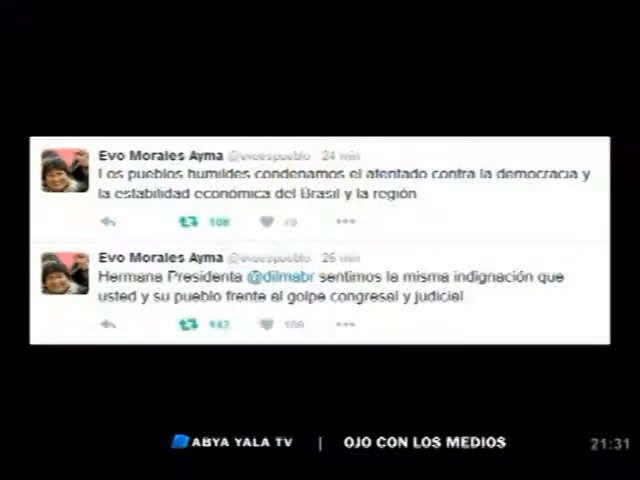 Evo Morales Ayma @evoespueblo 24 min
Los pueblos humildes condenamos el atentado contra la democracia y
la estabilidad económica del Brasil y la región
108 79
Evo Morales Ayma @evoespueblo 26 min
Hermana Presidenta @dilmabr sentimos la misma indignación que
usted y su pueblo frente al golpe congresal y judicial
109
ABYA YALA TV | OJO CON LOS MEDIOS
21:31